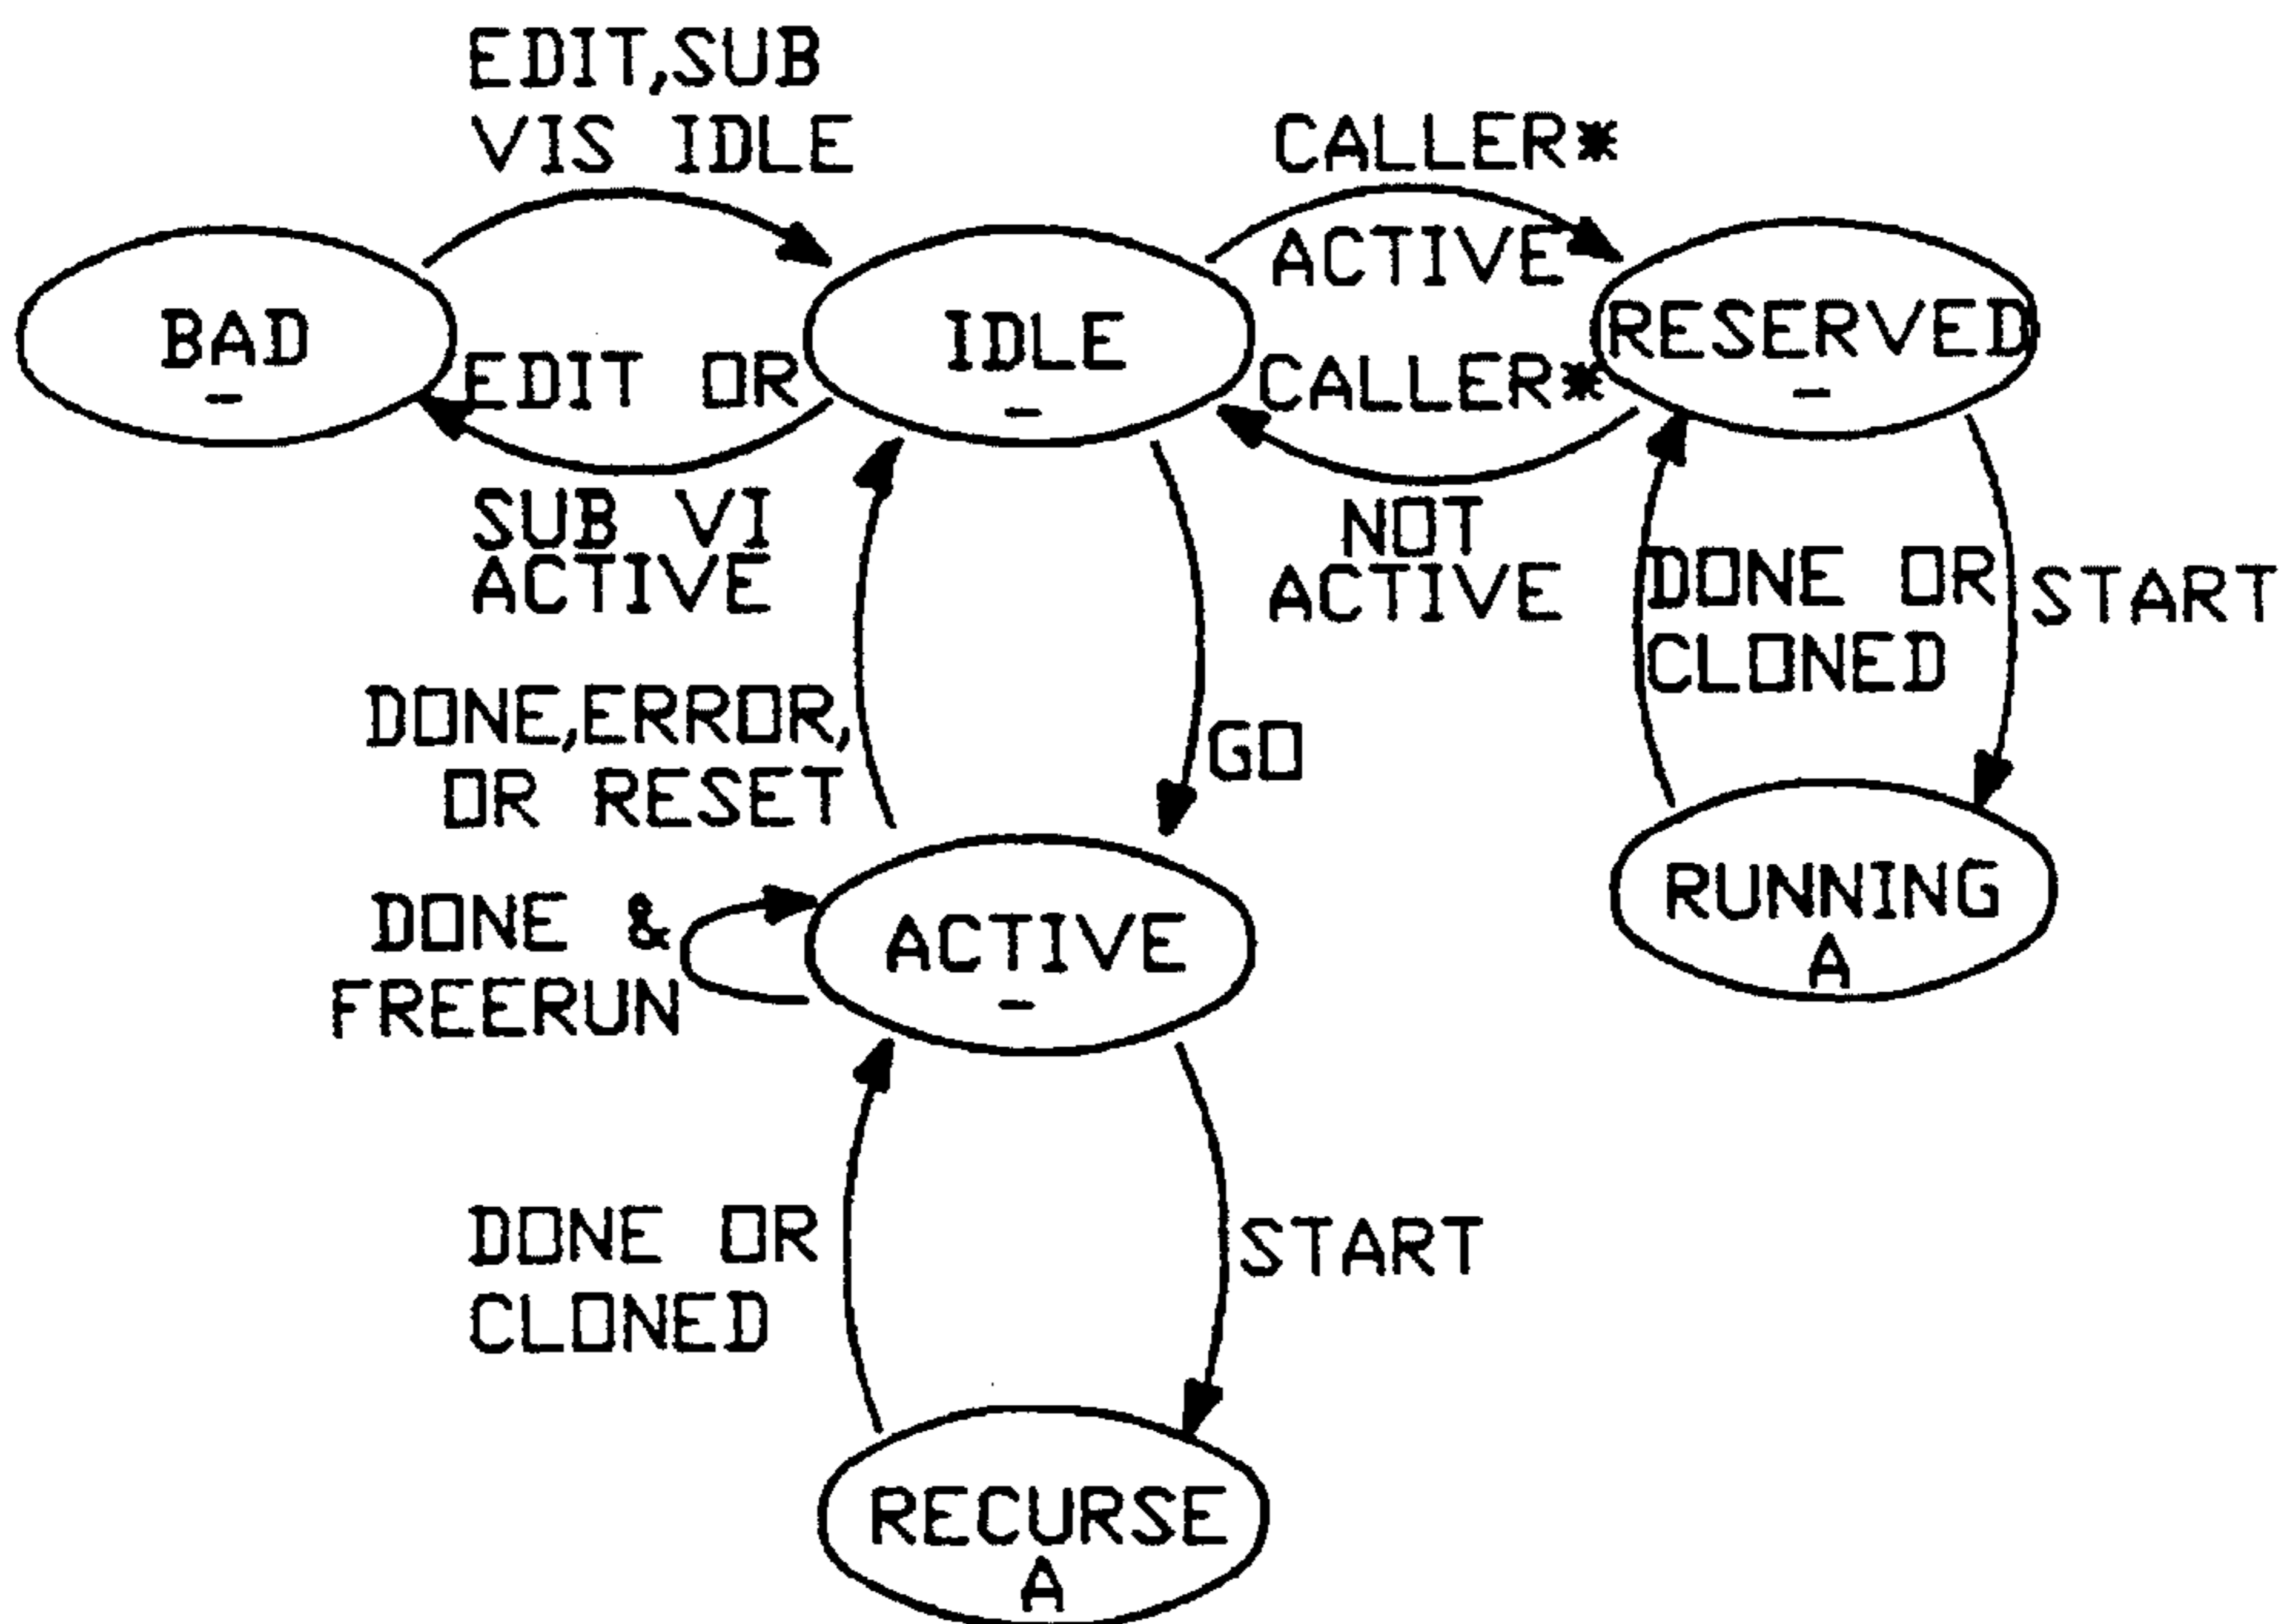 EDIT,SUB
VIS IDLE
CALLER*
ACTIVE
BAD
-
IDLE
-
RESERVED
-
EDIT OR
SUB VI
ACTIVE
CALLER*
NOT
ACTIVE
DONE OR
CLONED
START
DONE,ERROR,
OR RESET
GO
RUNNING
A
DONE &
FREERUN
ACTIVE
-
DONE OR
CLONED
START
RECURSE
A